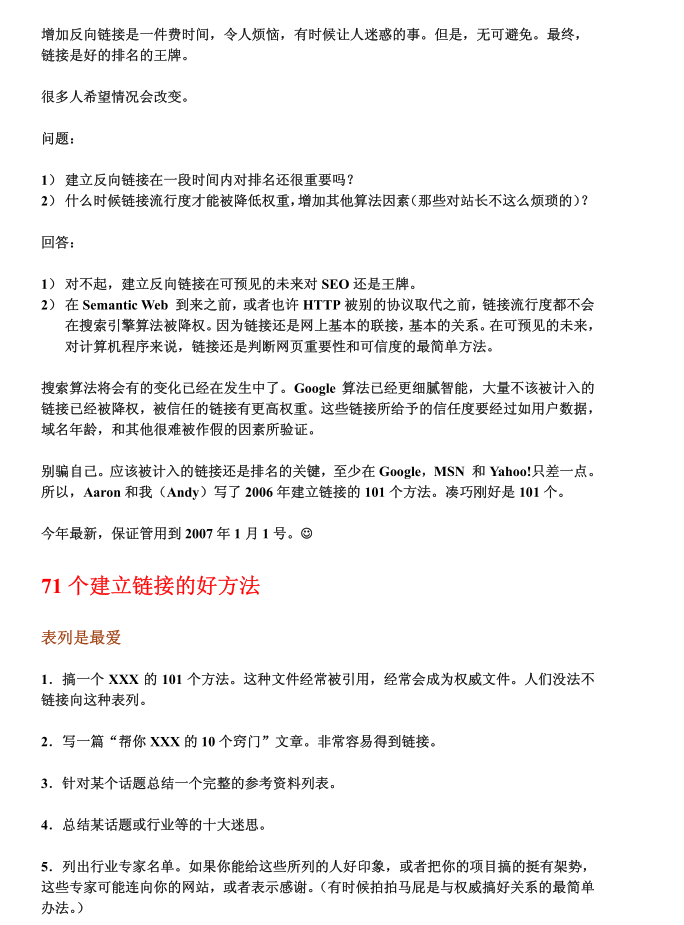 增加反向链接是一件费时间，令人烦恼，有时候让人迷惑的事。但是，无可避免。最终，
链接是好的排名的王牌。
很多人希望情况会改变。
问题：
1） 建立反向链接在一段时间内对排名还很重要吗？
2） 什么时候链接流行度才能被降低权重，增加其他算法因素（那些对站长不这么烦琐的）？
回答：
1） 对不起，建立反向链接在可预见的未来对 SEO 还是王牌。
2） 在 Semantic Web 到来之前，或者也许 HTTP 被别的协议取代之前，链接流行度都不会
在搜索引擎算法被降权。因为链接还是网上基本的联接，基本的关系。在可预见的未来，
对计算机程序来说，链接还是判断网页重要性和可信度的最简单方法。
搜索算法将会有的变化已经在发生中了。Google 算法已经更细腻智能，大量不该被计入的
链接已经被降权，被信任的链接有更高权重。这些链接所给予的信任度要经过如用户数据，
域名年龄，和其他很难被作假的因素所验证。
别骗自己。应该被计入的链接还是排名的关键，至少在 Google，MSN 和 Yahoo!只差一点。
所以，Aaron 和我（Andy）写了 2006 年建立链接的 101 个方法。凑巧刚好是 101 个。
今年最新，保证管用到 2007 年 1 月 1 号。☺
71 个建立链接的好方法
表列是最爱
1．搞一个 XXX 的 101 个方法。这种文件经常被引用，经常会成为权威文件。人们没法不
链接向这种表列。
2．写一篇“帮你 XXX 的 10 个窍门”文章。非常容易得到链接。
3．针对某个话题总结一个完整的参考资料列表。
4．总结某话题或行业等的十大迷思。
5．列出行业专家名单。如果你能给这些所列的人好印象，或者把你的项目搞的挺有架势，
这些专家可能连向你的网站，或者表示感谢。（有时候拍拍马屁是与权威搞好关系的最简单
办法。）